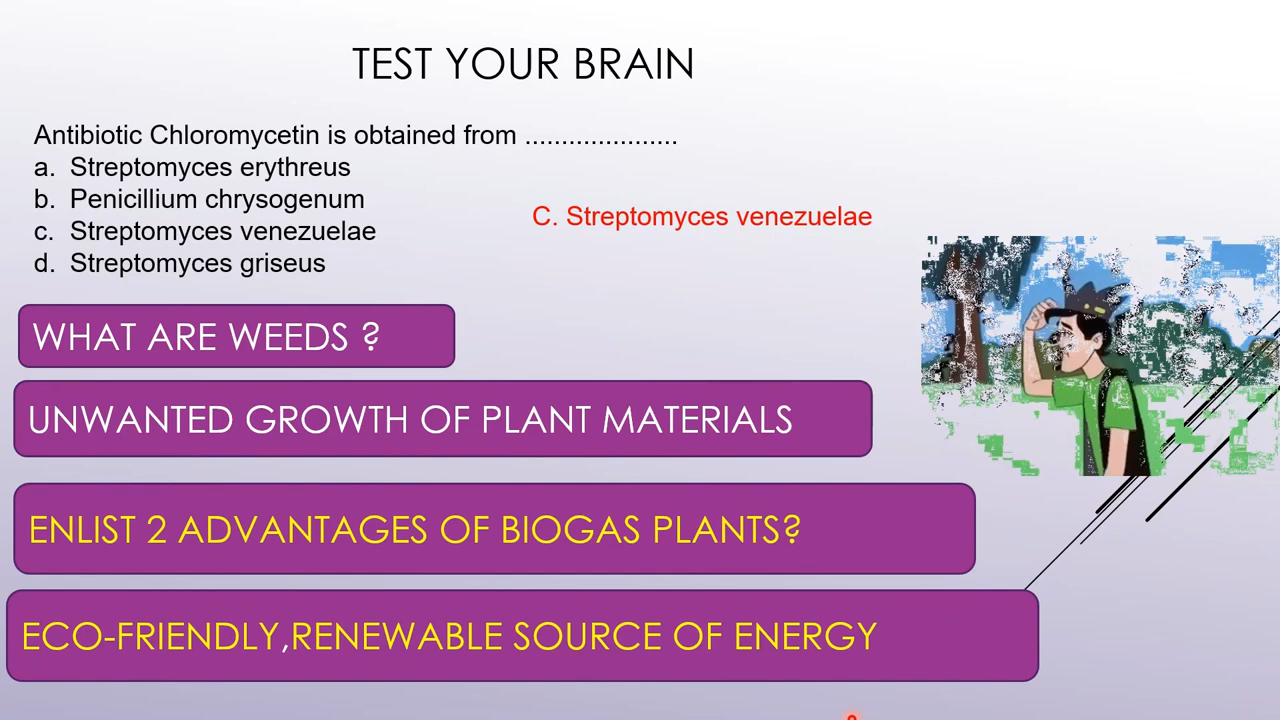 TEST YOUR BRAIN
Antibiotic Chloromycetin is obtained from .....................
a. Streptomyces erythreus
b. Penicillium chrysogenum
c. Streptomyces venezuelae
d. Streptomyces griseus
C. Streptomyces venezuelae
WHAT ARE WEEDS ?
UNWANTED GROWTH OF PLANT MATERIALS
ENLIST 2 ADVANTAGES OF BIOGAS PLANTS?
ECO-FRIENDLY,RENEWABLE SOURCE OF ENERGY